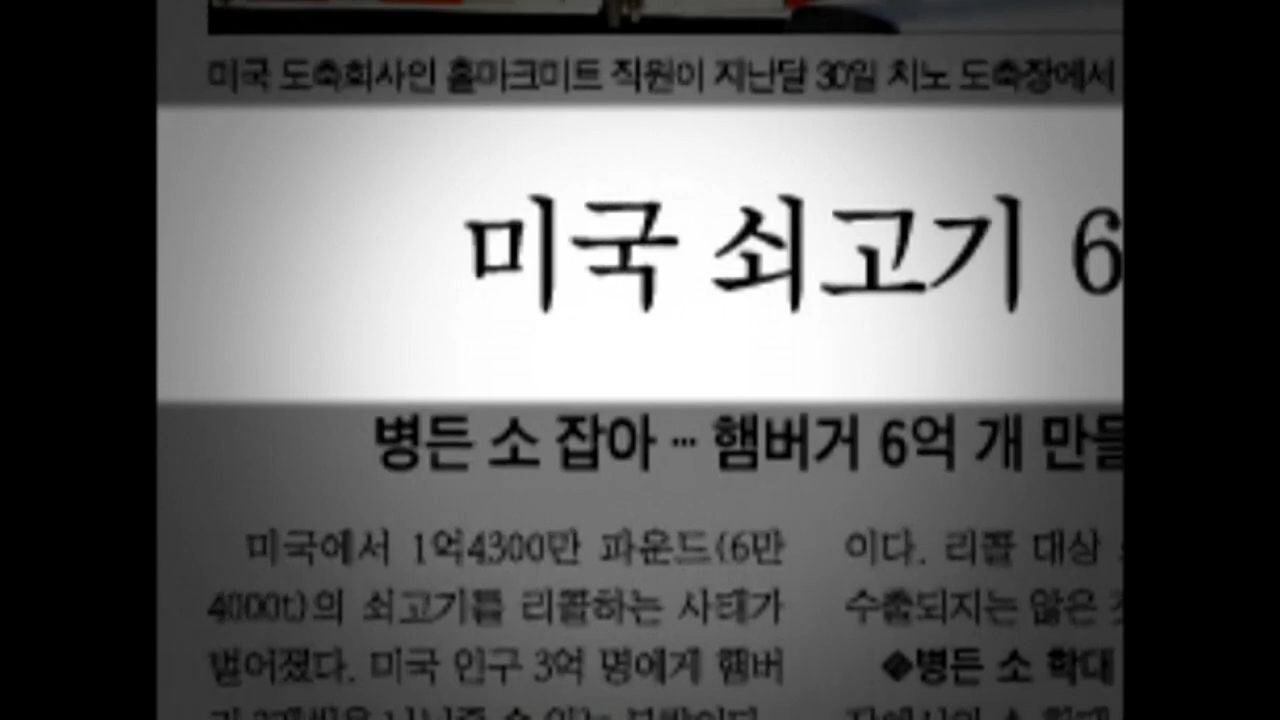 미국 도축회사인 홀마크미트 직원이 지난달 30일 치노 도축장에서
미국 쇠고기 6
병든 소 잡아… 햄버거 6억 개 만들
미국에서 1억4300만 파운드(6만
4000t)의 쇠고기를 리콜하는 사태가
벌어졌다. 미국 인구 3억 명에게 햄버
이다. 리콜 대상
수출되지는 않은
◆병든 소 학대